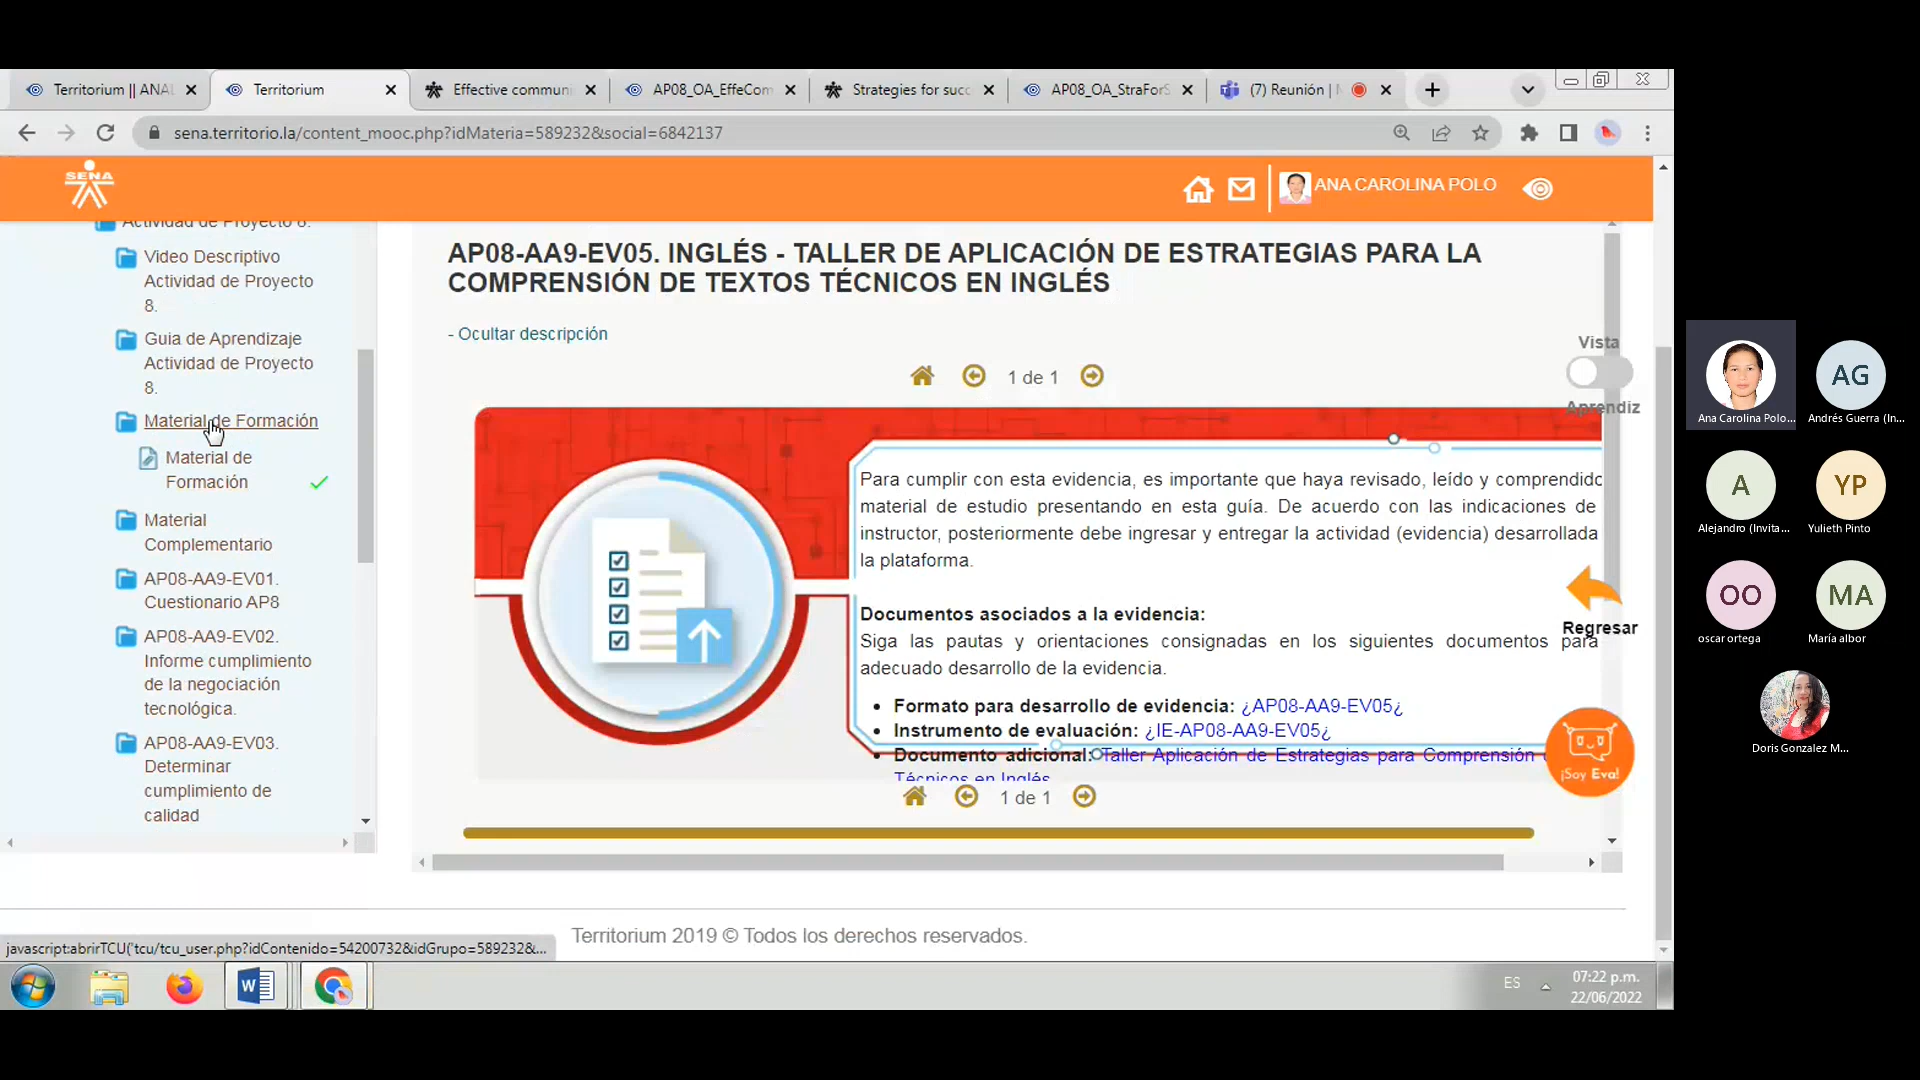 Territorium || ANAL
Territorium
Effective commun
AP08_OA_EffeCom
Strategies for succ
AP08_OA_StraForS
(7) Reunión |
sena.territorio.la/content_mooc.php?idMateria=589232&social=6842137
SENA
ANA CAROLINA POLO
Actividad de Proyecto 8.
Video Descriptivo
Actividad de Proyecto
8.
Guia de Aprendizaje
Actividad de Proyecto
8.
Material de Formación
Material de
Formación
Material
Complementario
AP08-AA9-EV01.
Cuestionario AP8
AP08-AA9-EV02.
Informe cumplimiento
de la negociación
tecnológica.
AP08-AA9-EV03.
Determinar
cumplimiento de
calidad
AP08-AA9-EV05. INGLÉS - TALLER DE APLICACIÓN DE ESTRATEGIAS PARA LA
COMPRENSIÓN DE TEXTOS TÉCNICOS EN INGLÉS
- Ocultar descripción
1 de 1
Vista
Aprendiz
Para cumplir con esta evidencia, es importante que haya revisado, leído y comprendido
material de estudio presentando en esta guía. De acuerdo con las indicaciones de
instructor, posteriormente debe ingresar y entregar la actividad (evidencia) desarrollada
la plataforma.
Documentos asociados a la evidencia:
Siga las pautas y orientaciones consignadas en los siguientes documentos para
adecuado desarrollo de la evidencia.
Formato para desarrollo de evidencia: ¿AP08-AA9-EV05¿
Instrumento de evaluación: ¿IE-AP08-AA9-EV05¿
Documento adicional: Taller Aplicación de Estrategias para Comprensión
Técnicos en Inglés
Regresar
¡Soy Eva!
1 de 1
Territorium 2019 © Todos los derechos reservados.
javascript:abrirTCU('tcu/tcu_user.php?idContenido=54200732&idGrupo=589232&...
ES
07:22 p.m.
22/06/2022
Ana Carolina Polo...
AG
Andrés Guerra (In...
A
Alejandro (Invita...
YP
Yulieth Pinto
OO
oscar ortega
MA
María albor
Doris Gonzalez M...